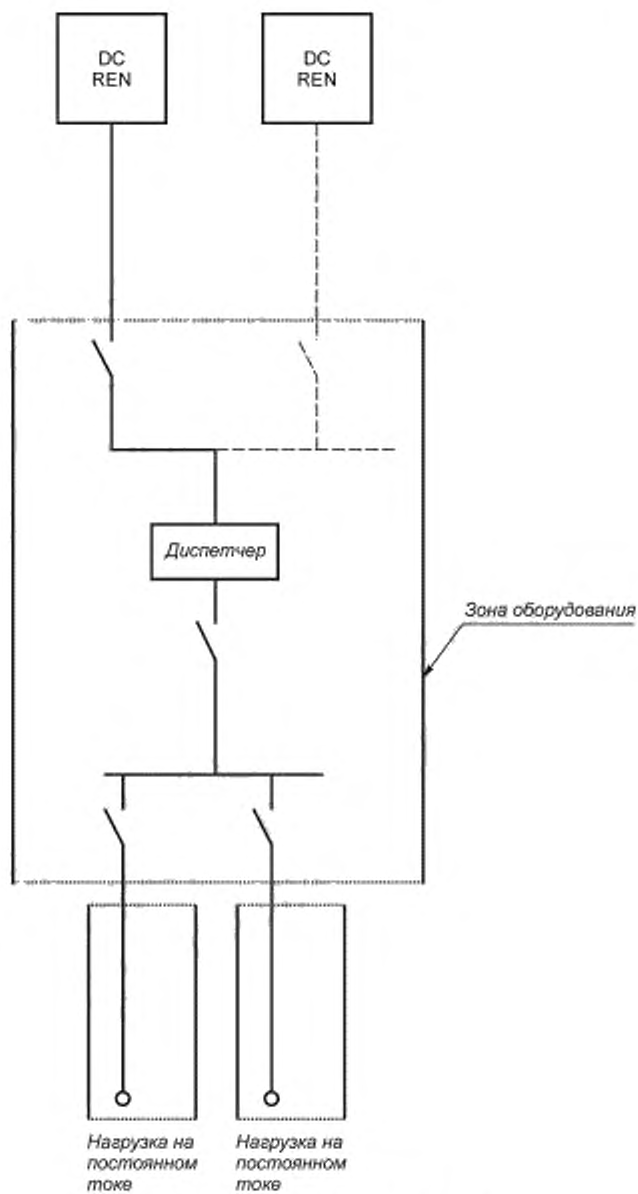 DC
REN
DC
REN
Диспетчер
Зона оборудования
Нагрузка на
постоянном
токе
Нагрузка на
постоянном
токе